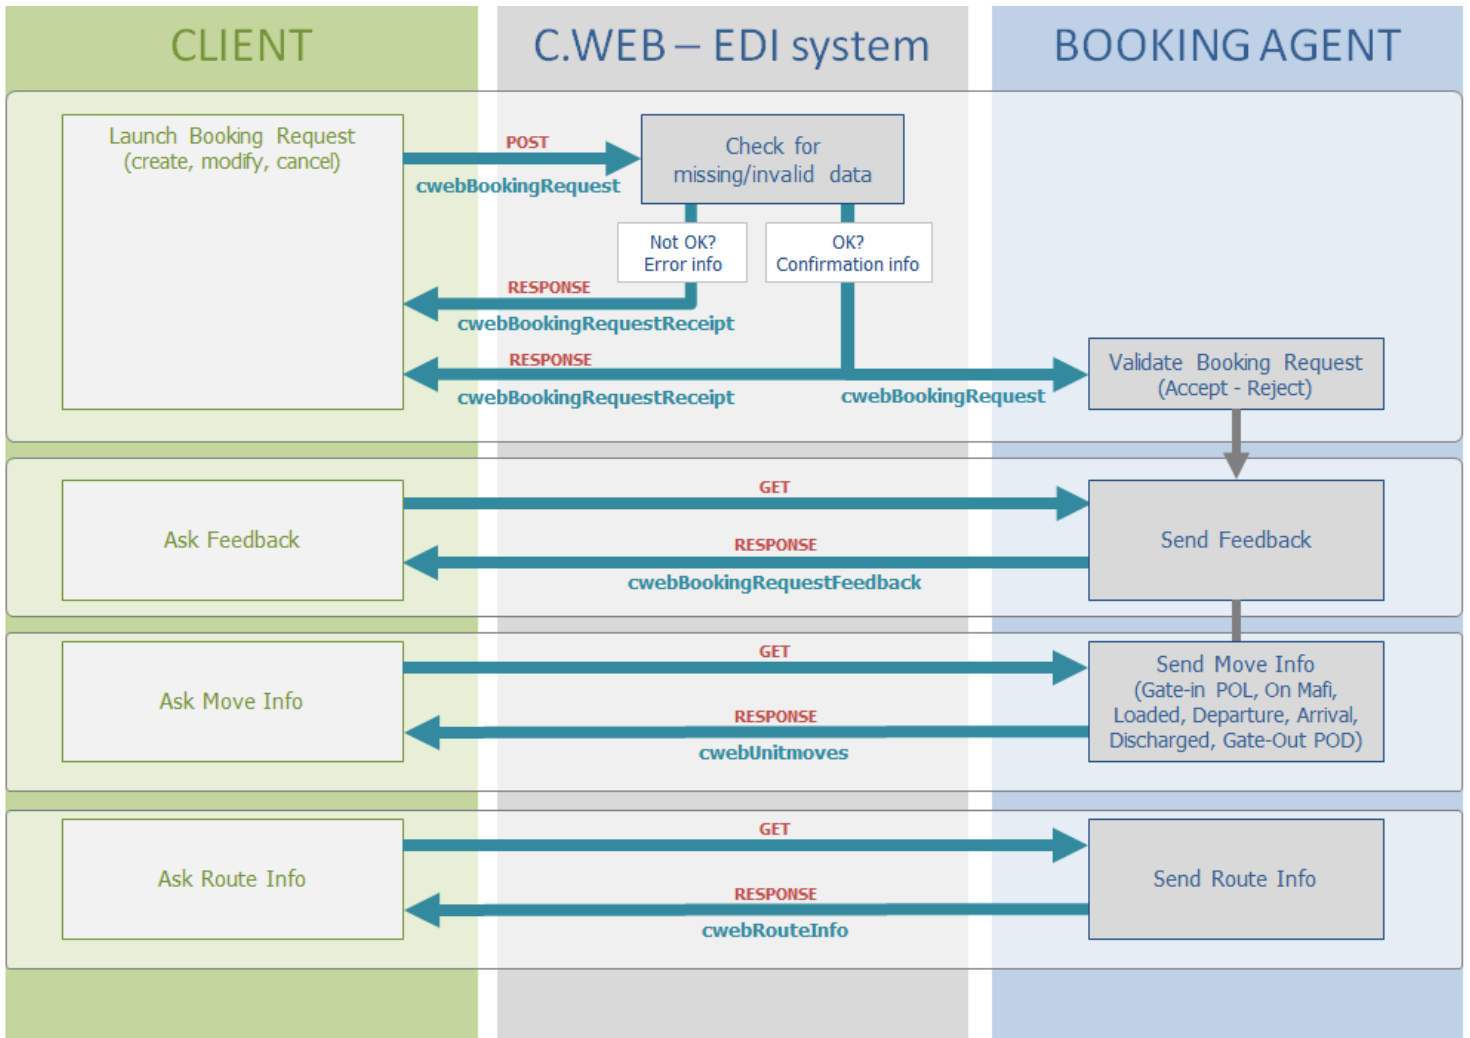 CLIENT
C.WEB – EDI system
BOOKING AGENT
Launch Booking Request
(create, modify, cancel)
POST
cwebBookingRequest
Check for
missing/invalid data
Not OK?
Error info
OK?
Confirmation info
RESPONSE
cwebBookingRequestReceipt
RESPONSE
cwebBookingRequestReceipt
cwebBookingRequest
Validate Booking Request
(Accept - Reject)
Ask Feedback
GET
RESPONSE
cwebBookingRequestFeedback
Send Feedback
Ask Move Info
GET
RESPONSE
cwebUnitmoves
Send Move Info
(Gate-in POL, On Mafi,
Loaded, Departure, Arrival,
Discharged, Gate-Out POD)
Ask Route Info
GET
RESPONSE
cwebRouteInfo
Send Route Info